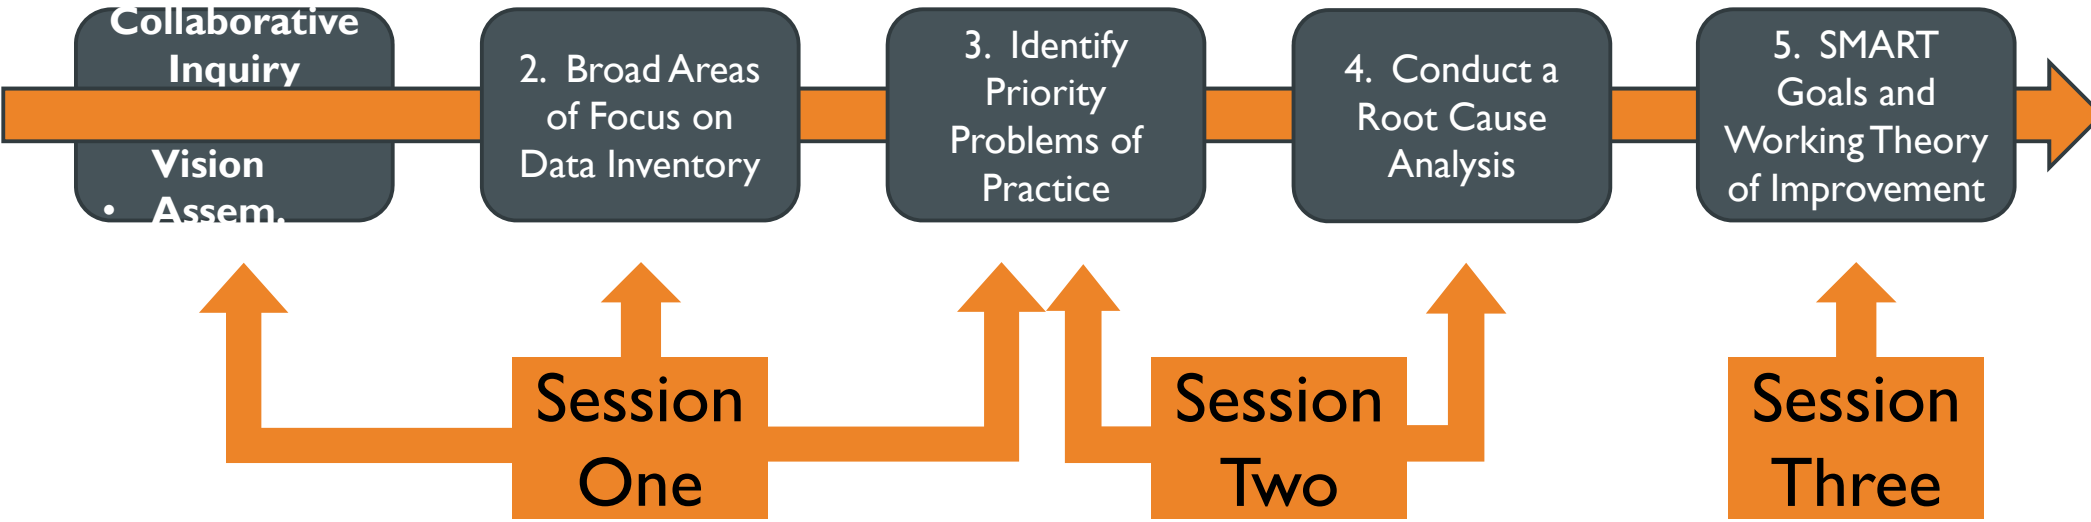 Collaborative
Inquiry
Vision
• Assem.
2. Broad Areas
of Focus on
Data Inventory
3. Identify
Priority
Problems of
Practice
4. Conduct a
Root Cause
Analysis
5. SMART
Goals and
Working Theory
of Improvement
Session
One
Session
Two
Session
Three